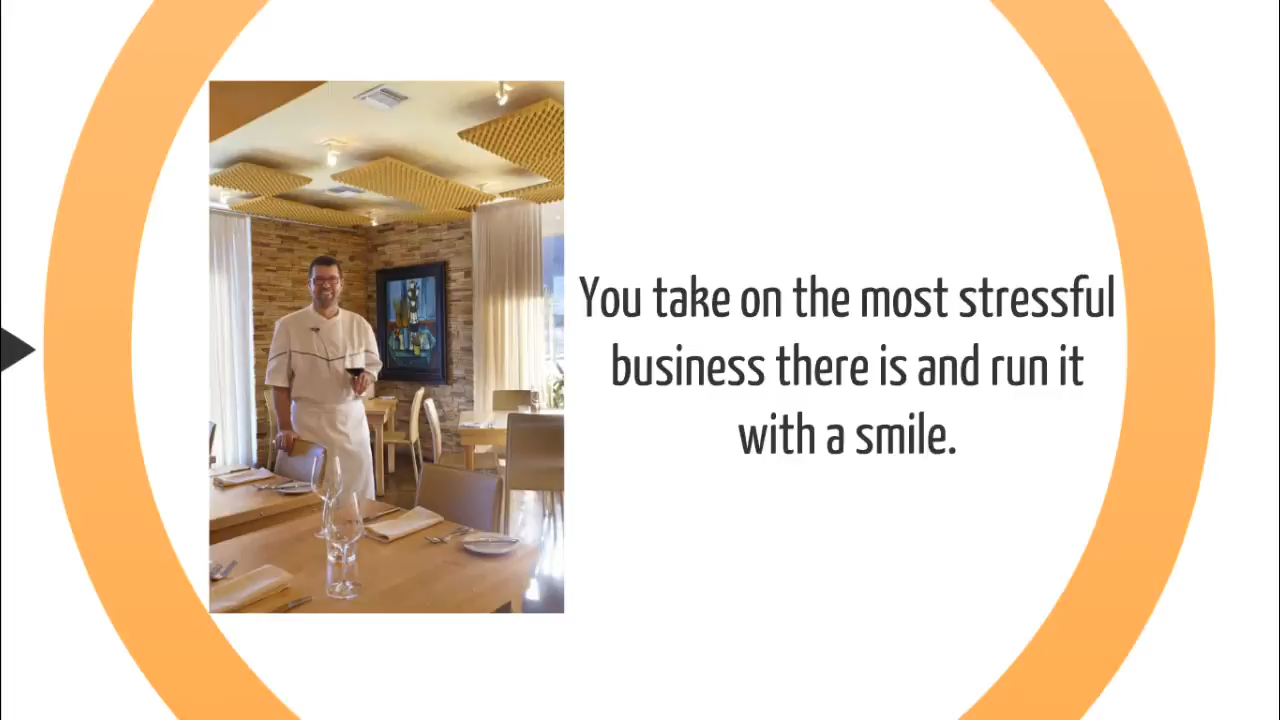 You take on the most stressful
business there is and run it
with a smile.